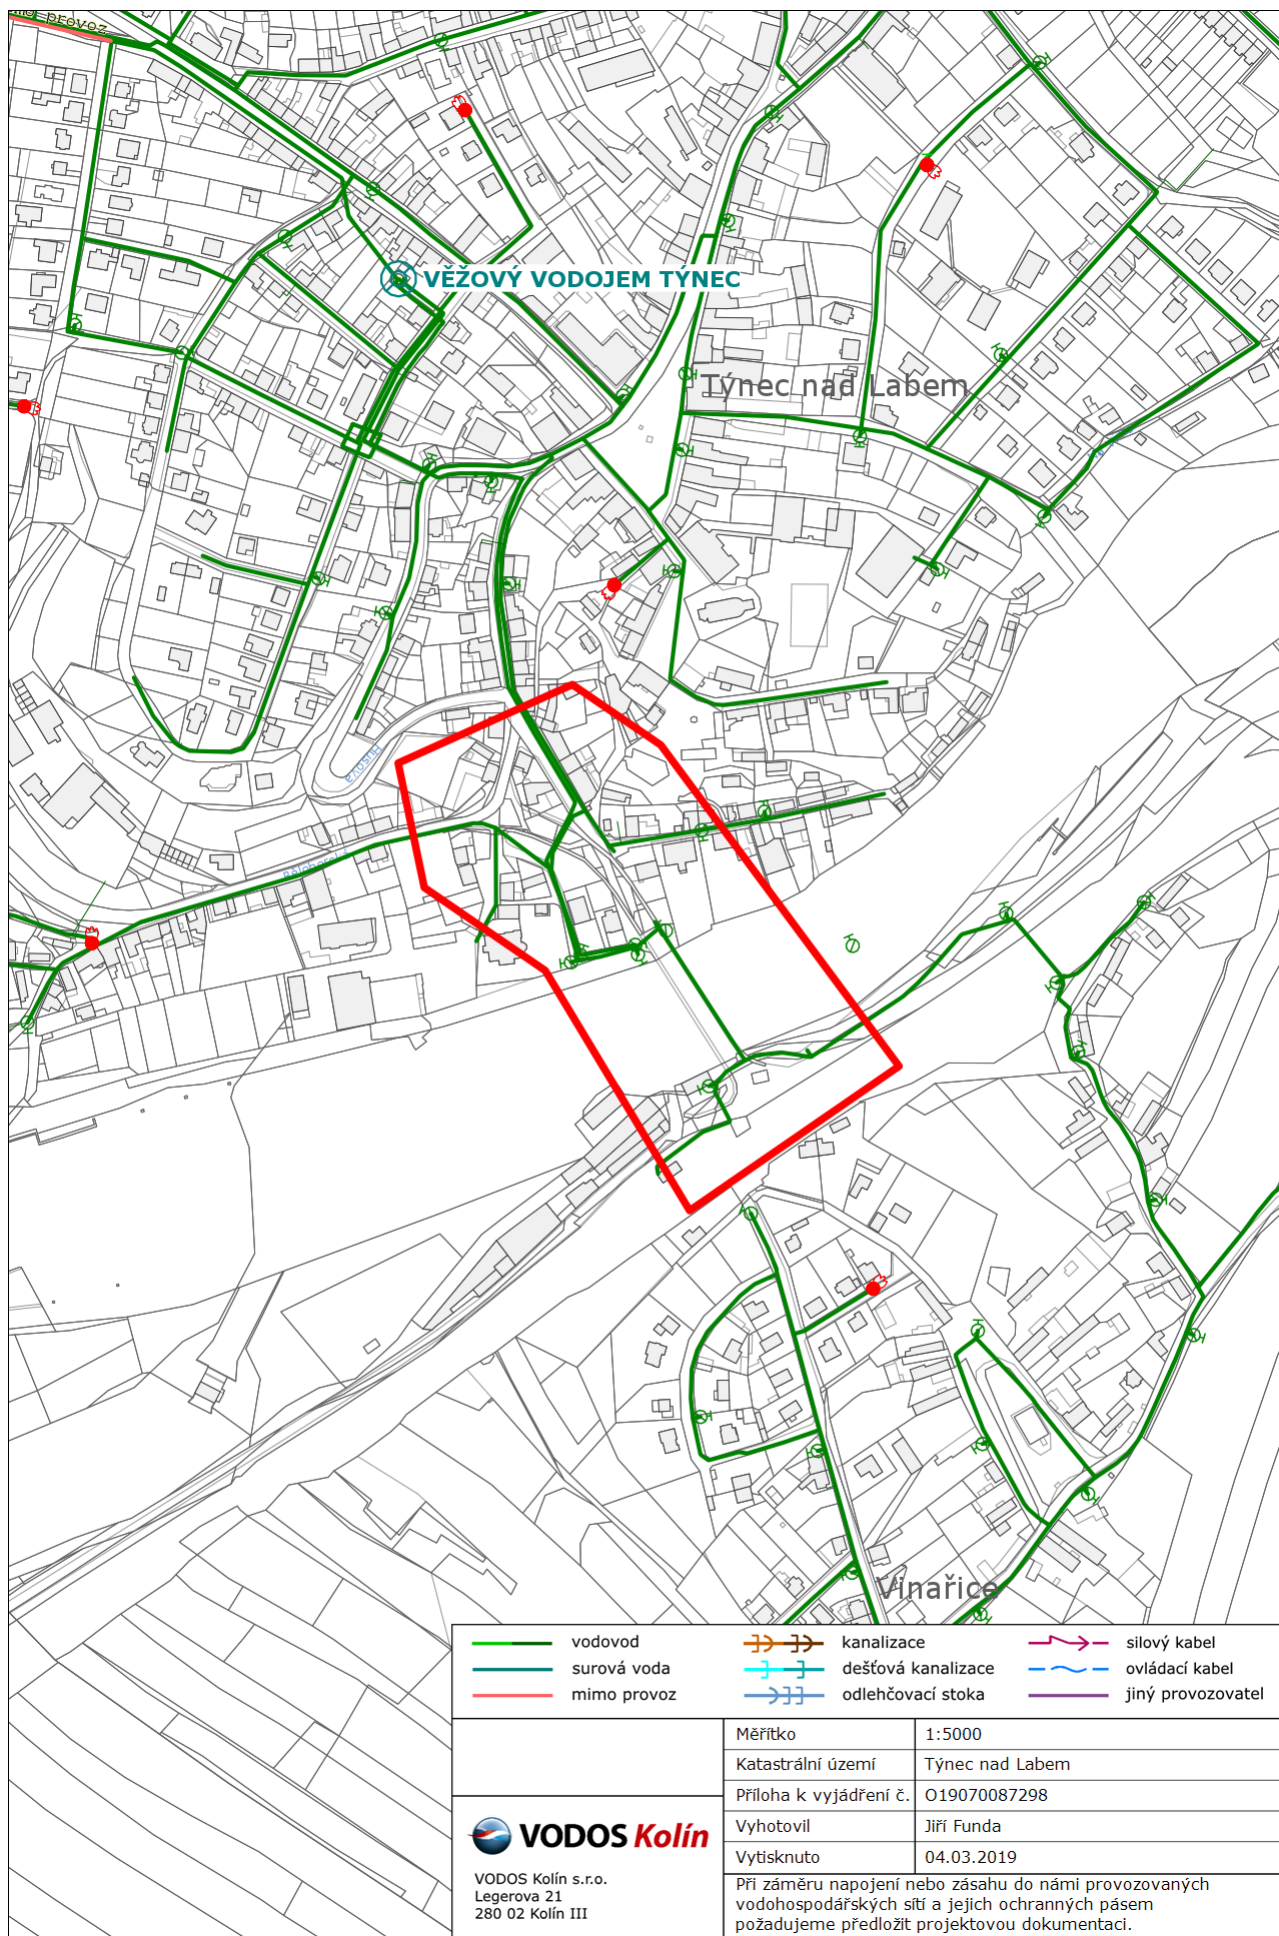 provoz
VĚŽOVÝ VODOJEM TÝNEC
Týnec nad Labem
Husova
Vinařice
vodovod
surová voda
mimo provoz
kanalizace
dešťová kanalizace
odlehčovací stoka
silový kabel
ovládací kabel
jiný provozovatel
Měřítko 1:5000
Katastrální území Týnec nad Labem
Příloha k vyjádření č. O19070087298
Vyhotovil Jiří Funda
Vytisknuto 04.03.2019
VODOS Kolín
VODOS Kolín s.r.o.
Legerova 21
280 02 Kolín III
Při záměru napojení nebo zásahu do námi provozovaných
vodohospodářských sítí a jejich ochranných pásem
požadujeme předložit projektovou dokumentaci.